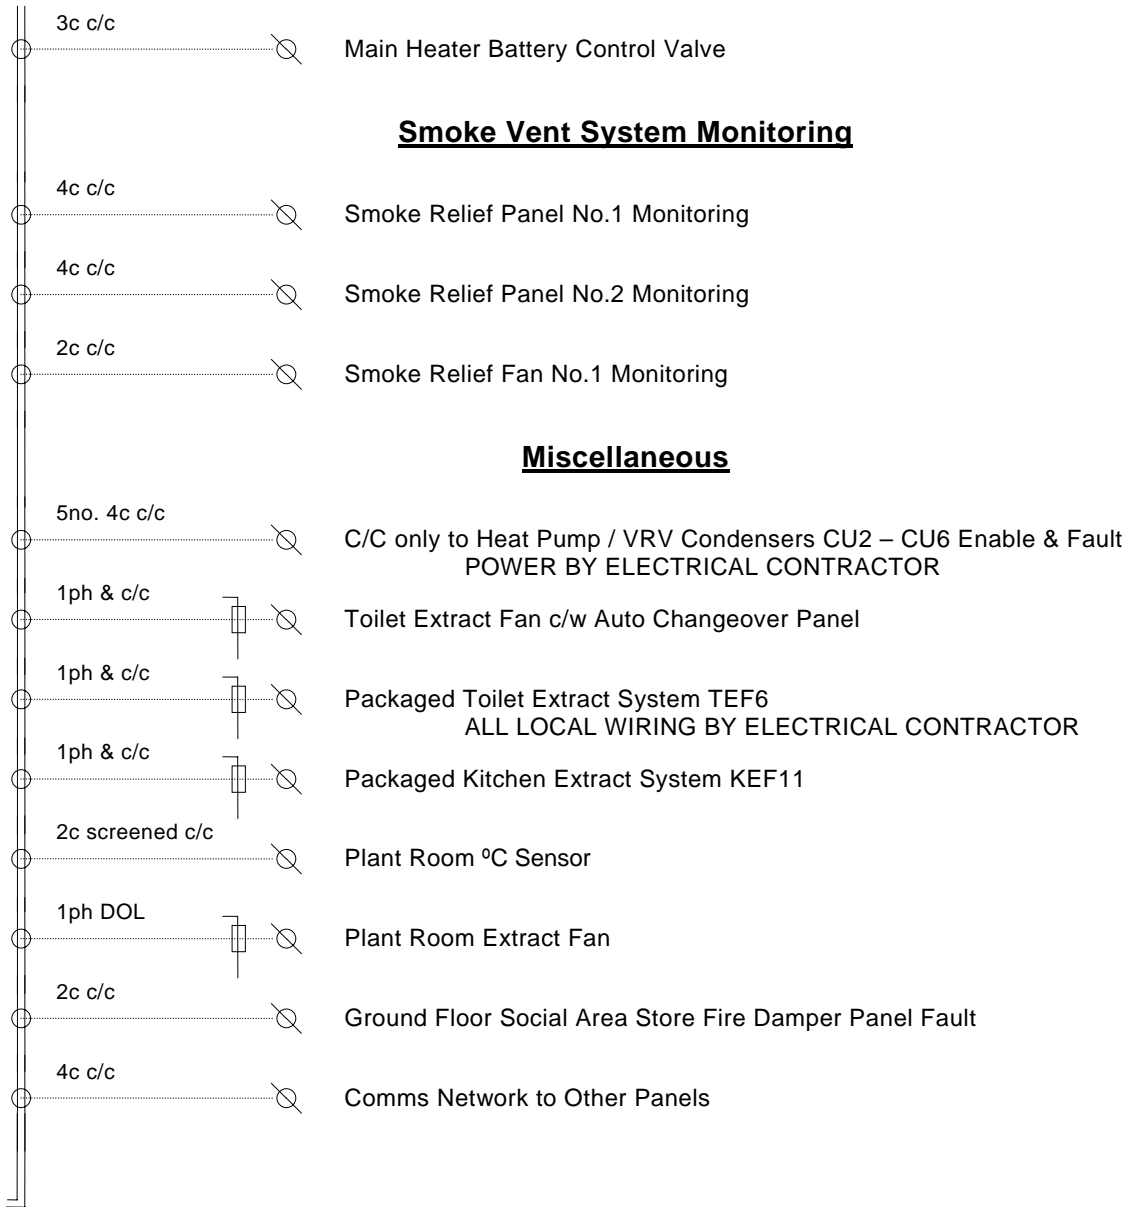 3c c/c
Main Heater Battery Control Valve
Smoke Vent System Monitoring
4c c/c
Smoke Relief Panel No.1 Monitoring
4c c/c
Smoke Relief Panel No.2 Monitoring
2c c/c
Smoke Relief Fan No.1 Monitoring
Miscellaneous
5no. 4c c/c
C/C only to Heat Pump / VRV Condensers CU2 – CU6 Enable & Fault
POWER BY ELECTRICAL CONTRACTOR
1ph & c/c
Toilet Extract Fan c/w Auto Changeover Panel
1ph & c/c
Packaged Toilet Extract System TEF6
ALL LOCAL WIRING BY ELECTRICAL CONTRACTOR
1ph & c/c
Packaged Kitchen Extract System KEF11
2c screened c/c
Plant Room ºC Sensor
1ph DOL
Plant Room Extract Fan
2c c/c
Ground Floor Social Area Store Fire Damper Panel Fault
4c c/c
Comms Network to Other Panels